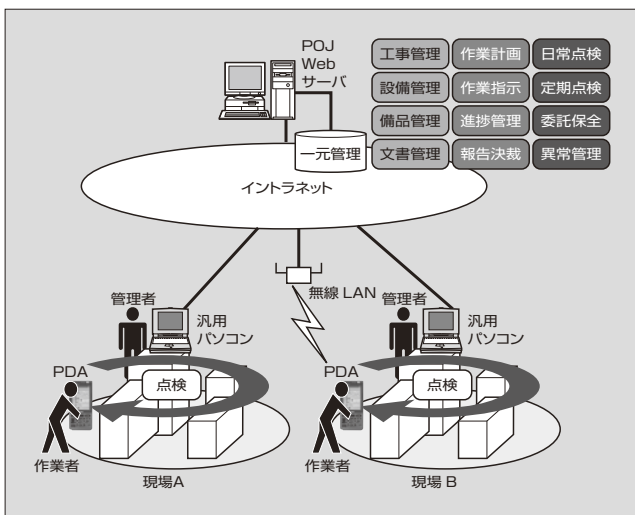 POJ
Web
サーバ
工事管理 作業計画 日常点検
設備管理 作業指示 定期点検
備品管理 進捗管理 委託保全
文書管理 報告決裁 異常管理
一元管理
イントラネット
無線 LAN
管理者
汎用
パソコン
PDA
点検
作業者
現場A
管理者
汎用
パソコン
PDA
点検
作業者
現場 B